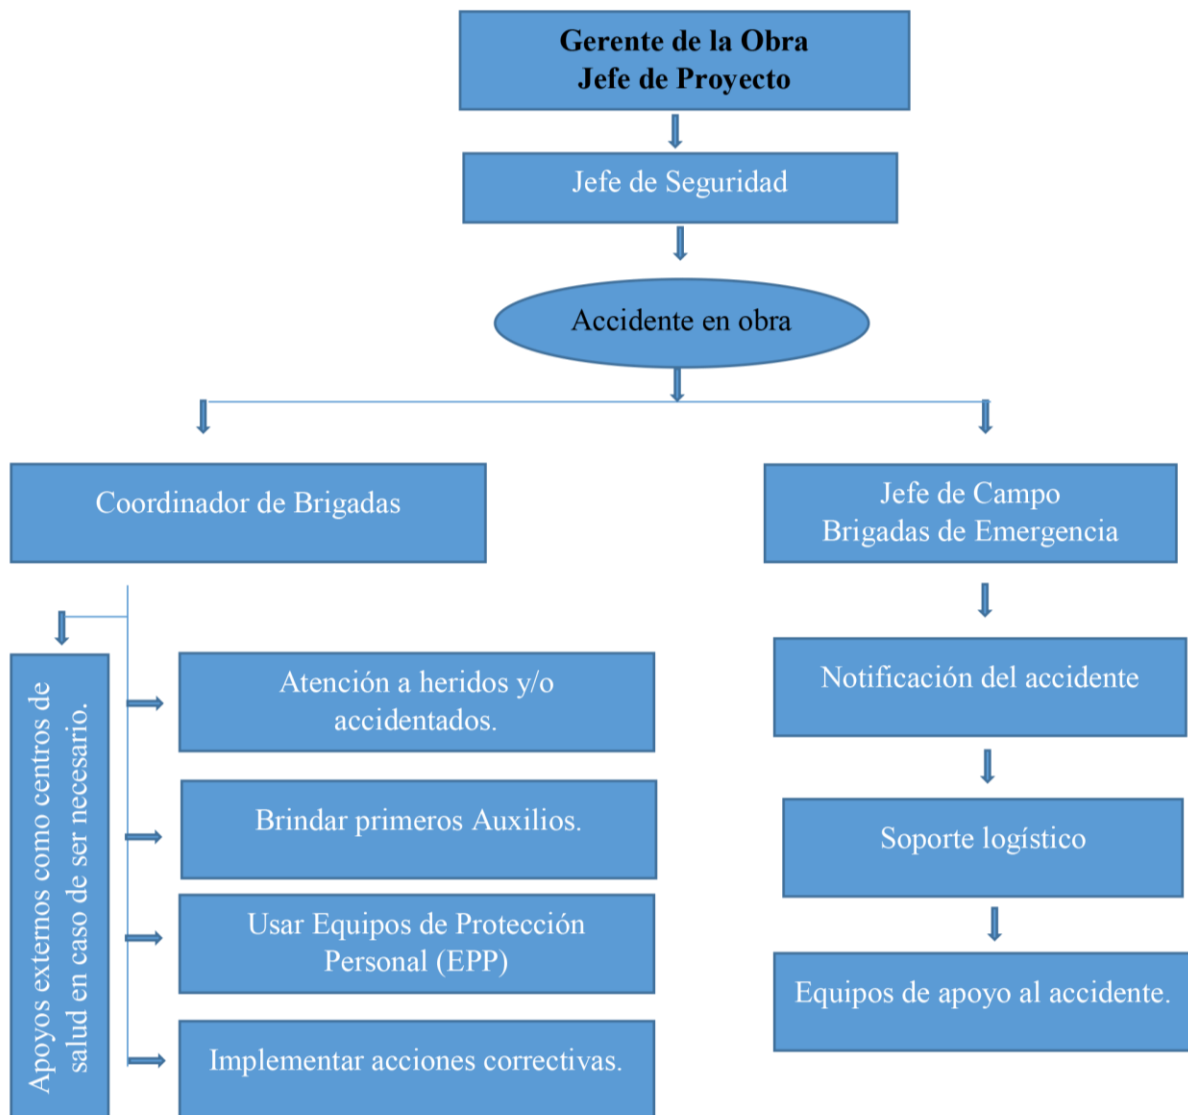 Gerente de la Obra
Jefe de Proyecto
Jefe de Seguridad
Accidente en obra
Coordinador de Brigadas
Jefe de Campo
Brigadas de Emergencia
Apoyos externos como centros de
salud en caso de ser necesario.
Atención a heridos y/o
accidentados.
Brindar primeros Auxilios.
Usar Equipos de Protección
Personal (EPP)
Implementar acciones correctivas.
Notificación del accidente
Soporte logístico
Equipos de apoyo al accidente.